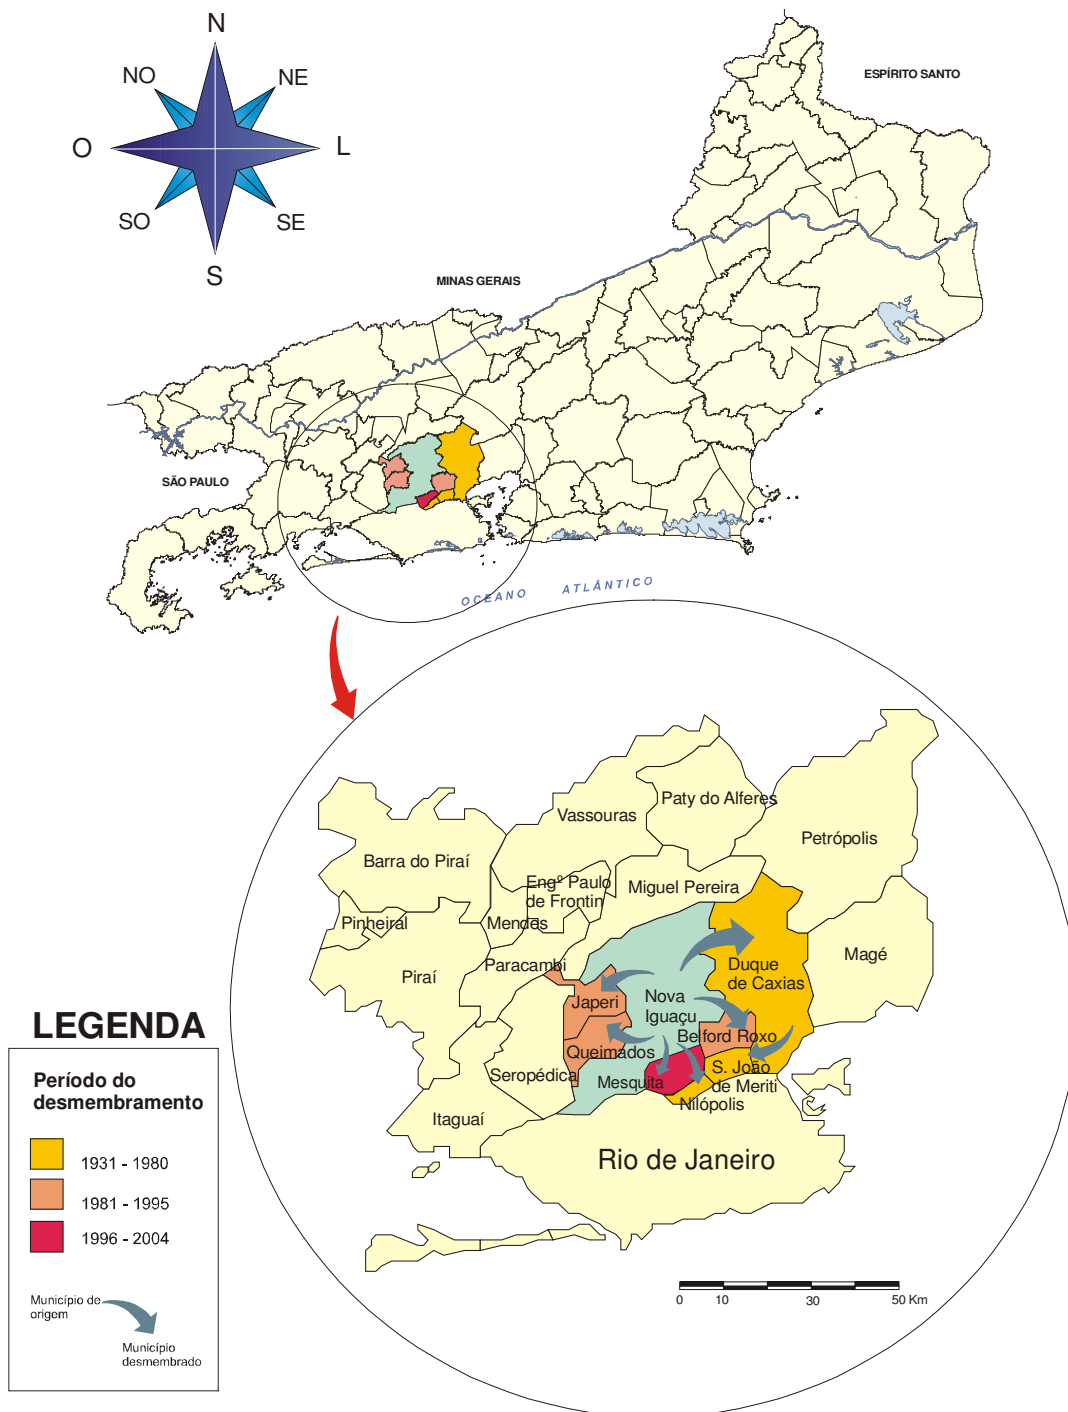 N
NO
NE
O
L
SO
SE
S
ESPÍRITO SANTO
MINAS GERAIS
SÃO PAULO
OCEANO ATLÂNTICO
Paty do Alferes
Vassouras
Petrópolis
Barra do Piraí
Engº Paulo
de Frontin
Miguel Pereira
Pinheiral
Mendes
Magé
Piraí
Paracambi
Duque
de Caxias
Japeri
Nova
Iguaçu
Belford Roxo
Queimados
S. João
de Meriti
Seropédica
Mesquita
Nilópolis
Itaguaí
Rio de Janeiro
0 10 30 50 Km
LEGENDA
Período do
desmembramento
1931 - 1980
1981 - 1995
1996 - 2004
Município de
origem
Município
desmembrado